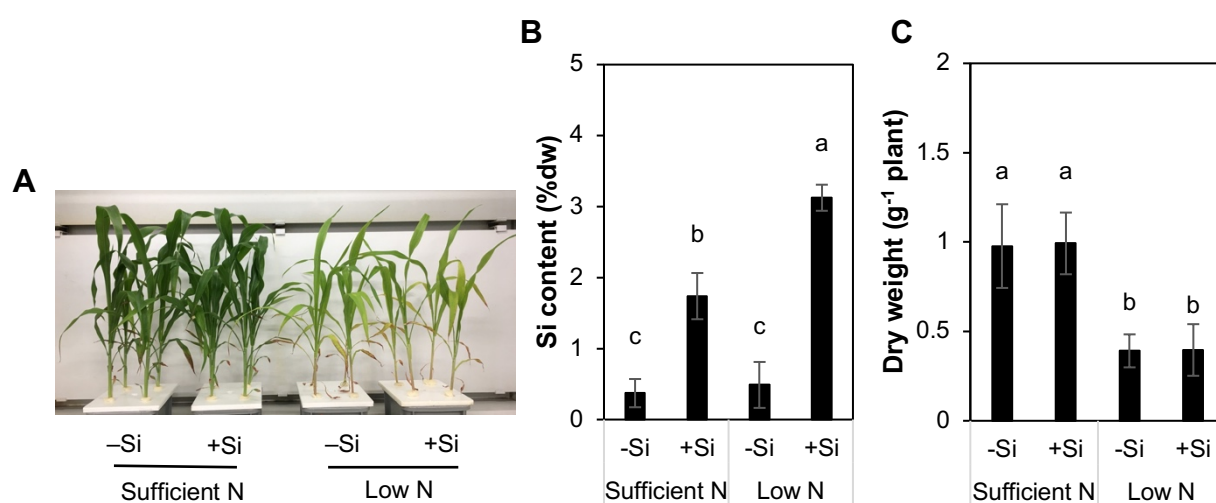 A
–Si +Si –Si +Si
Sufficient N Low N
B
Si content (%dw)
5
4
3
2
1
0
c
b
c
a
-Si +Si -Si +Si
Sufficient N Low N
C
Dry weight (g-1 plant)
2
1.5
1
0.5
0
a
a
b
b
-Si +Si -Si +Si
Sufficient N Low N